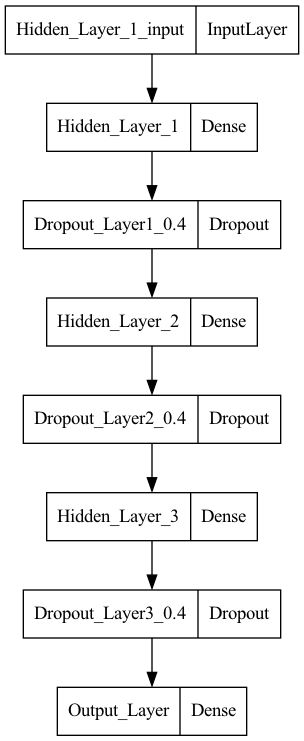 Hidden_Layer_1_input InputLayer
Hidden_Layer_1 Dense
Dropout_Layer1_0.4 Dropout
Hidden_Layer_2 Dense
Dropout_Layer2_0.4 Dropout
Hidden_Layer_3 Dense
Dropout_Layer3_0.4 Dropout
Output_Layer Dense